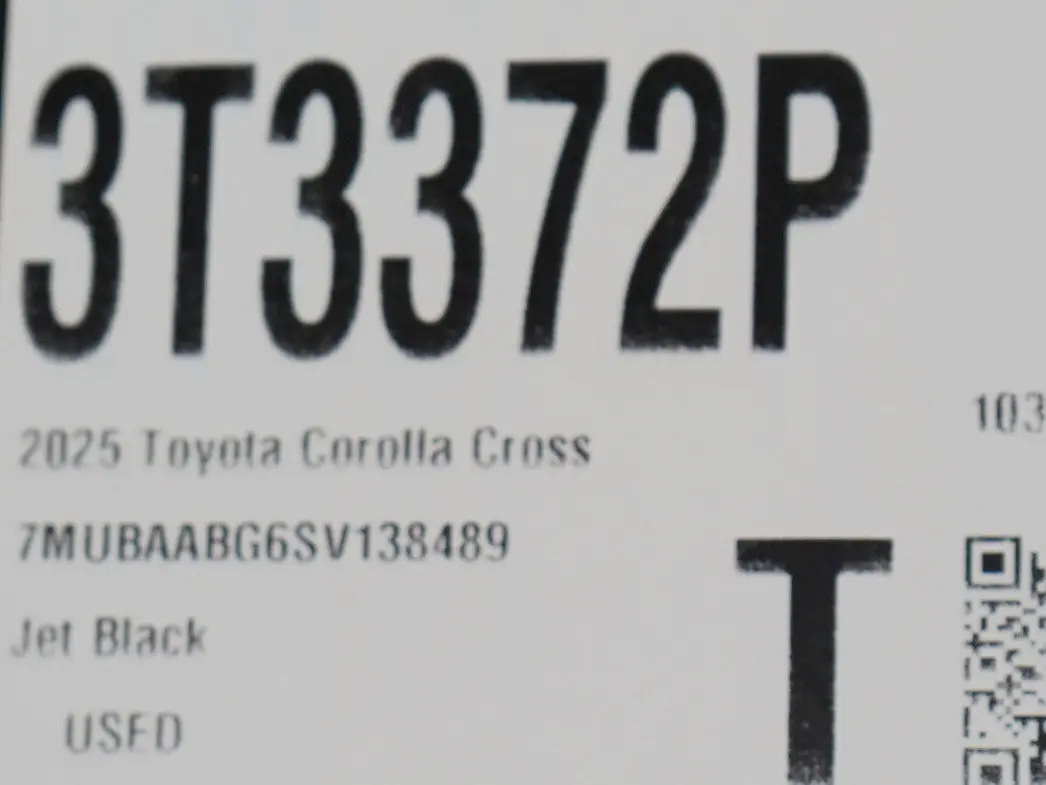 3T3372P
103
2025 Toyota Corolla Cross
7MUBAABG6SV138489
T
Jet Black
USED